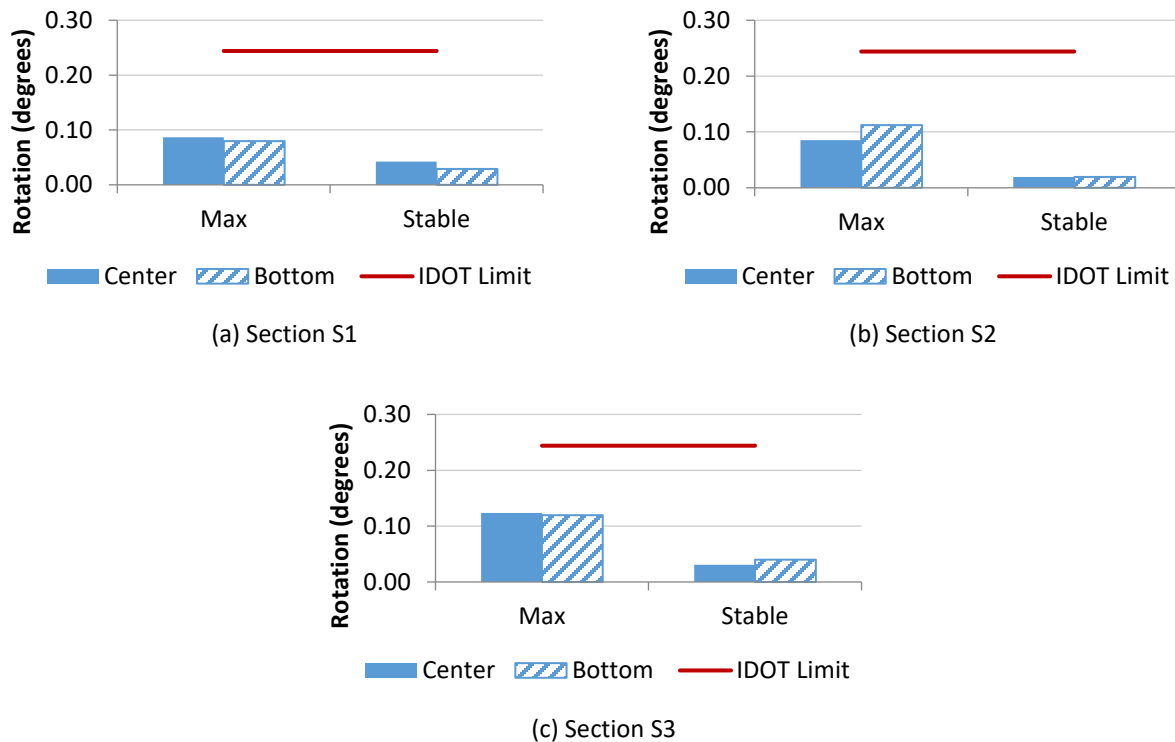 Rotation (degrees)
0.30
0.20
0.10
0.00
Max Stable
Center Bottom IDOT Limit
(a) Section S1
Rotation (degrees)
0.30
0.20
0.10
0.00
Max Stable
Center Bottom IDOT Limit
(b) Section S2
Rotation (degrees)
0.30
0.20
0.10
0.00
Max Stable
Center Bottom IDOT Limit
(c) Section S3